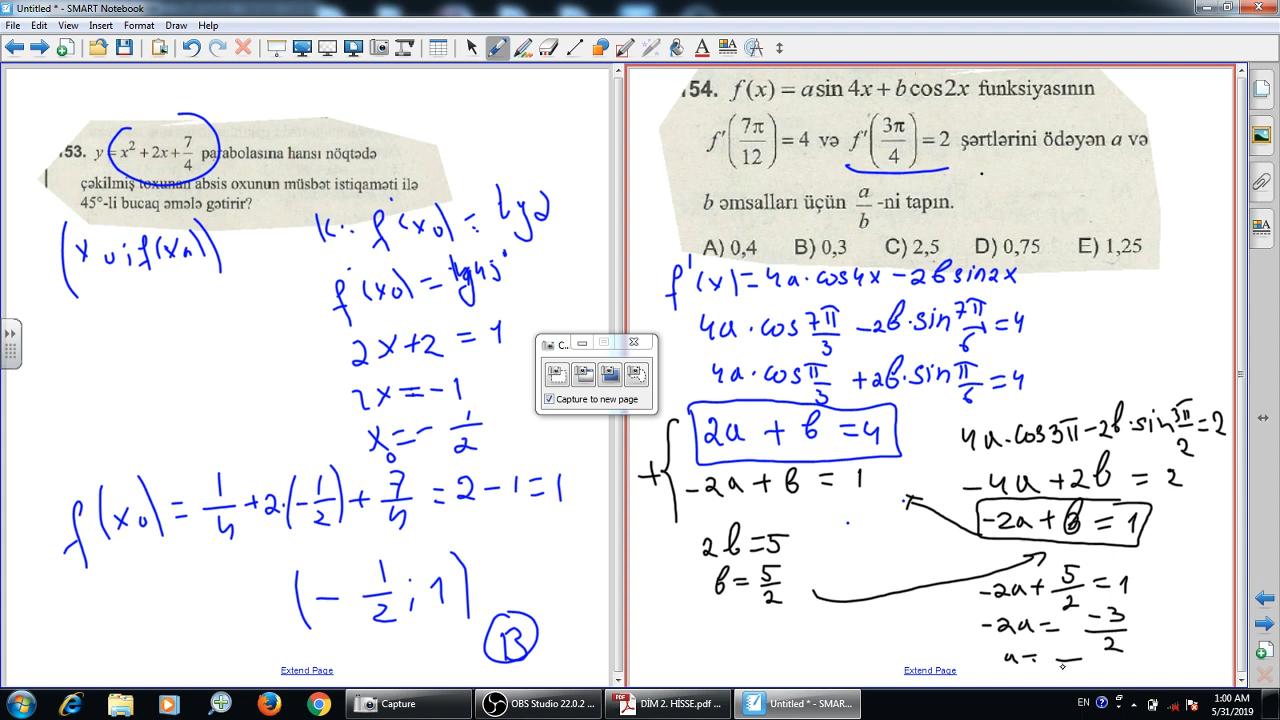 Untitled * - SMART Notebook
File Edit View Insert Format Draw Help
53. y = x² + 2x + 7/4 parabolasına hansı nöqtədə
çəkilmiş toxunan absis oxunun müsbət istiqaməti ilə
45°-li bucaq əmələ gətirir?
f'(x₀) = tg45°
2x+2 = 1
2x = -1
x₀ = - 1/2
f(x₀) = 1/4 + 2·(-1/2) + 7/4 = 2 - 1 = 1
(- 1/2 ; 1)
B
Extend Page
C..
Capture to new page
54. f(x) = a sin 4x + b cos 2x funksiyasının
f'(7π/12) = 4 və f'(3π/4) = 2 şərtlərini ödəyən a və
b əmsalları üçün a/b -ni tapın.
A) 0,4 B) 0,3 C) 2,5 D) 0,75 E) 1,25
f'(x) = 4a·cos4x - 2b sin2x
4a·cos 7π/3 - 2b·sin 7π/6 = 4
4a·cos π/3 + 2b·sin π/6 = 4
2a + b = 4
-2a + b = 1
2b = 5
b = 5/2
4a·cos3π - 2b·sin 3π/2 = 2
-4a + 2b = 2
-2a + b = 1
-2a + 5/2 = 1
-2a = -3/2
a =
Extend Page
Capture
OBS Studio 22.0.2 ...
DİM 2. HİSSE.pdf ...
Untitled * - SMAR...
EN
1:00 AM
5/31/2019